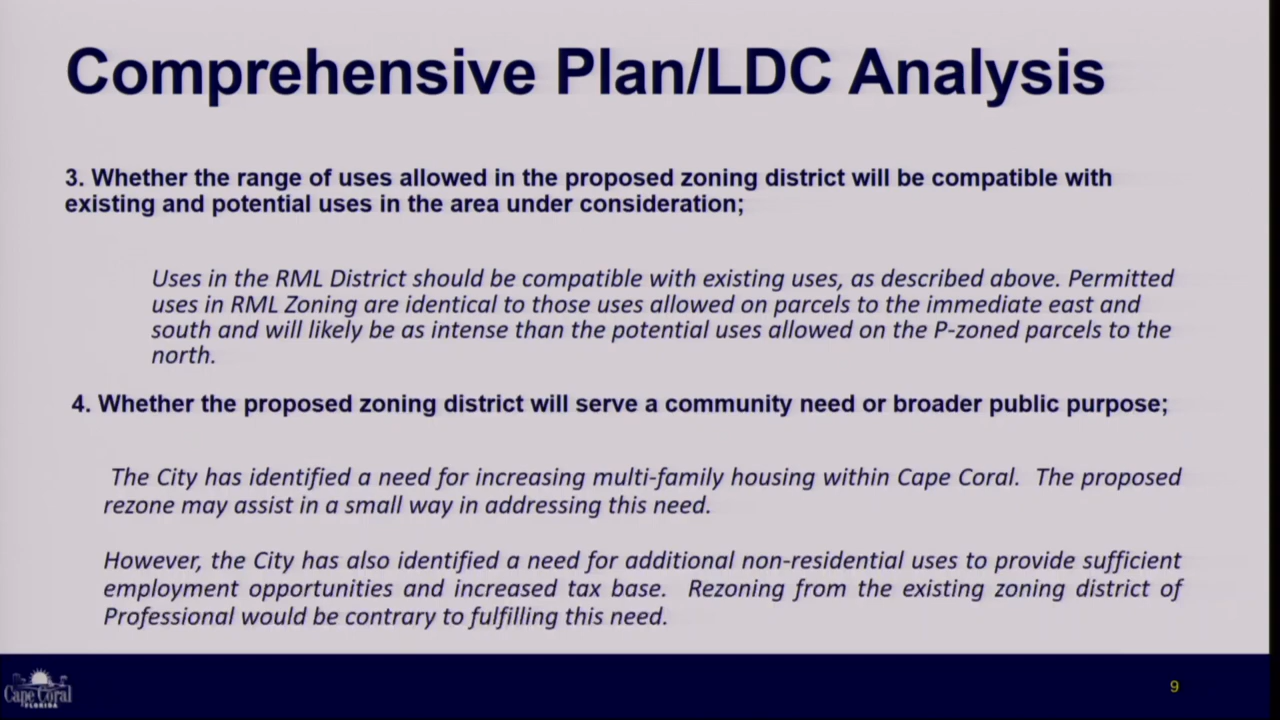 Comprehensive Plan/LDC Analysis
3. Whether the range of uses allowed in the proposed zoning district will be compatible with
existing and potential uses in the area under consideration;
Uses in the RML District should be compatible with existing uses, as described above. Permitted
uses in RML Zoning are identical to those uses allowed on parcels to the immediate east and
south and will likely be as intense than the potential uses allowed on the P-zoned parcels to the
north.
4. Whether the proposed zoning district will serve a community need or broader public purpose;
The City has identified a need for increasing multi-family housing within Cape Coral. The proposed
rezone may assist in a small way in addressing this need.
However, the City has also identified a need for additional non-residential uses to provide sufficient
employment opportunities and increased tax base. Rezoning from the existing zoning district of
Professional would be contrary to fulfilling this need.
Cape Coral
FLORIDA
9